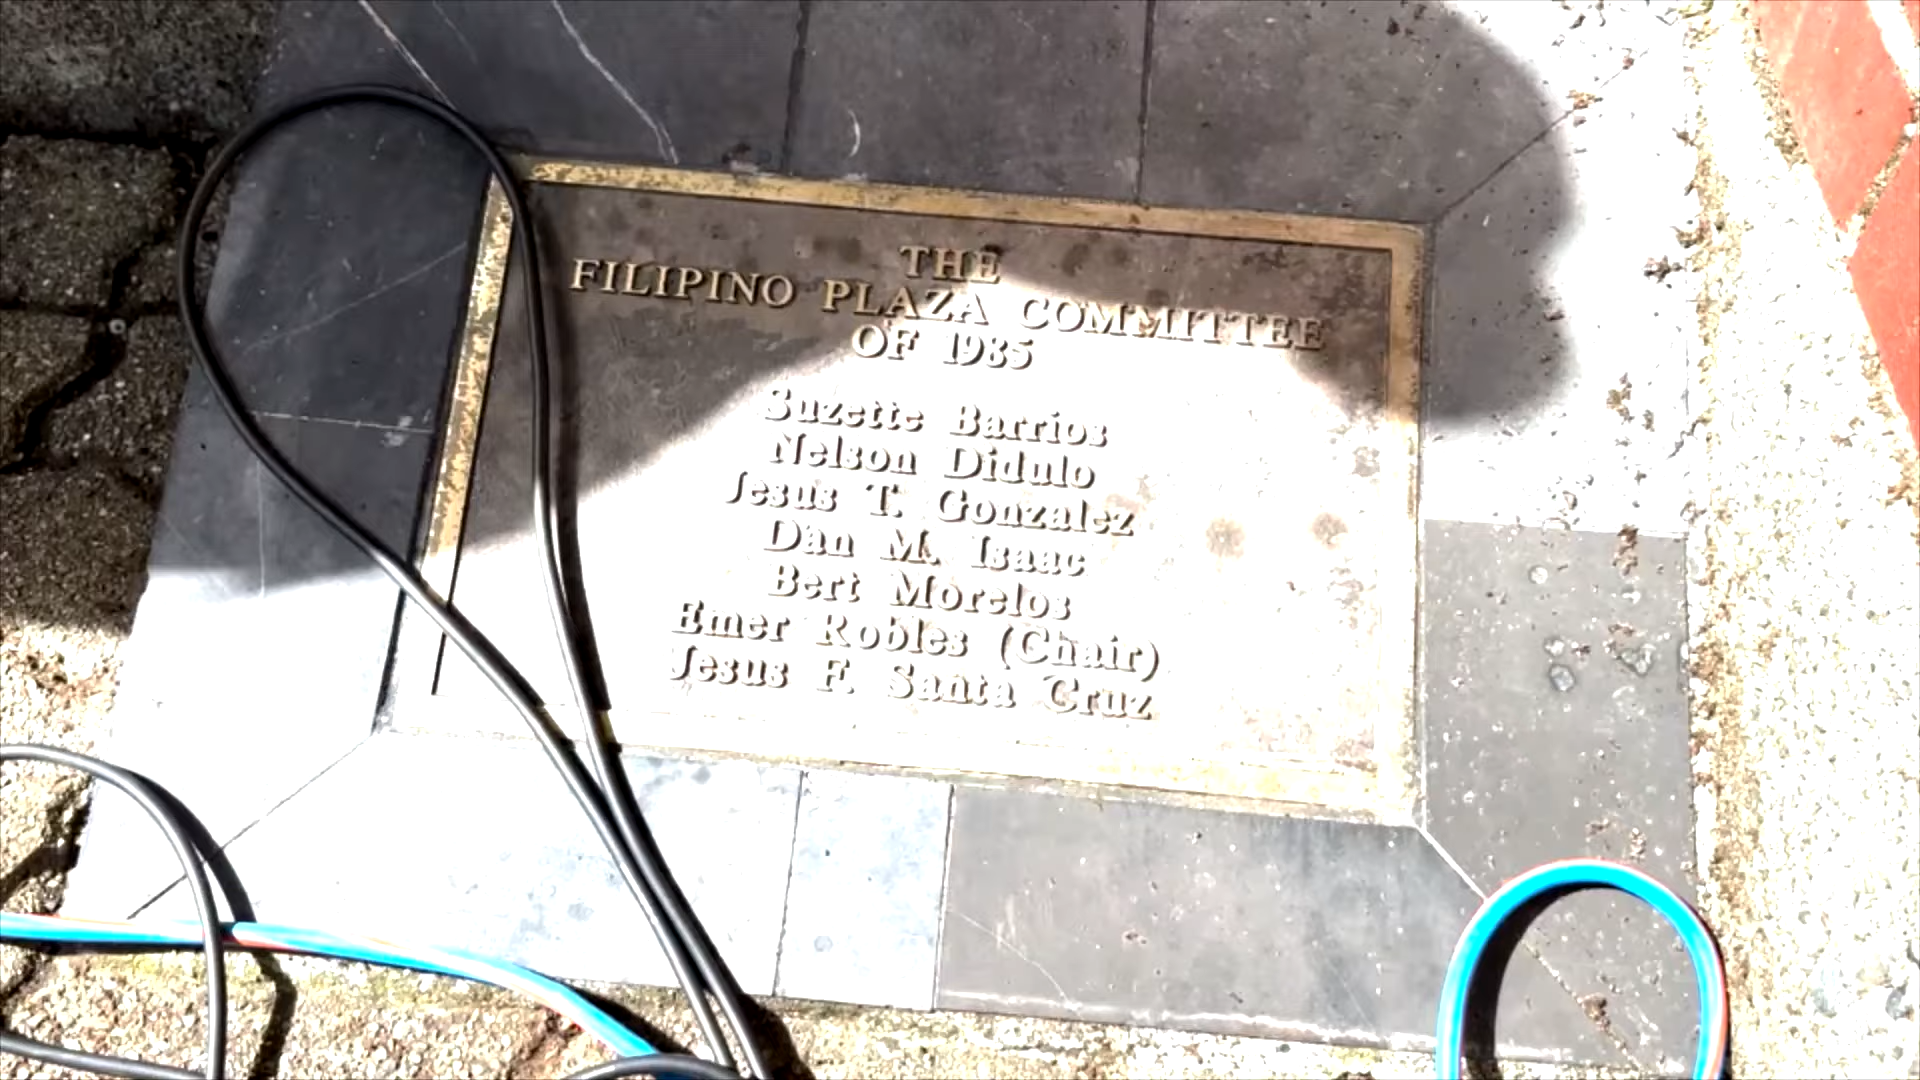 THE
FILIPINO PLAZA COMMITTEE
OF 1985
Suzette Barrios
Nelson Didulo
Jesus T. Gonzalez
Dan M. Isaac
Bert Morelos
Emer Robles (Chair)
Jesus F. Santa Cruz